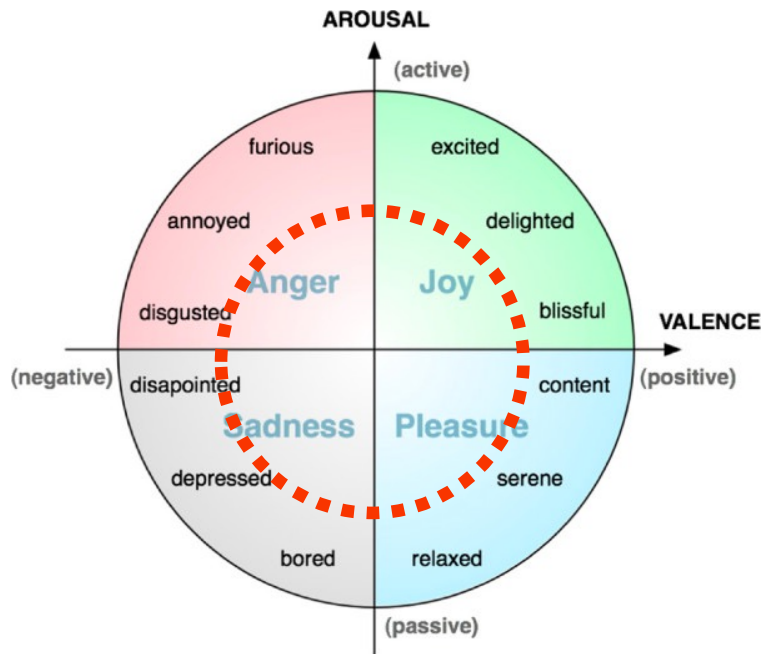 AROUSAL
(active)
furious
excited
annoyed
delighted
Anger
Joy
disgusted
blissful
VALENCE
(negative)
disapointed
content
(positive)
Sadness
Pleasure
depressed
serene
bored
relaxed
(passive)